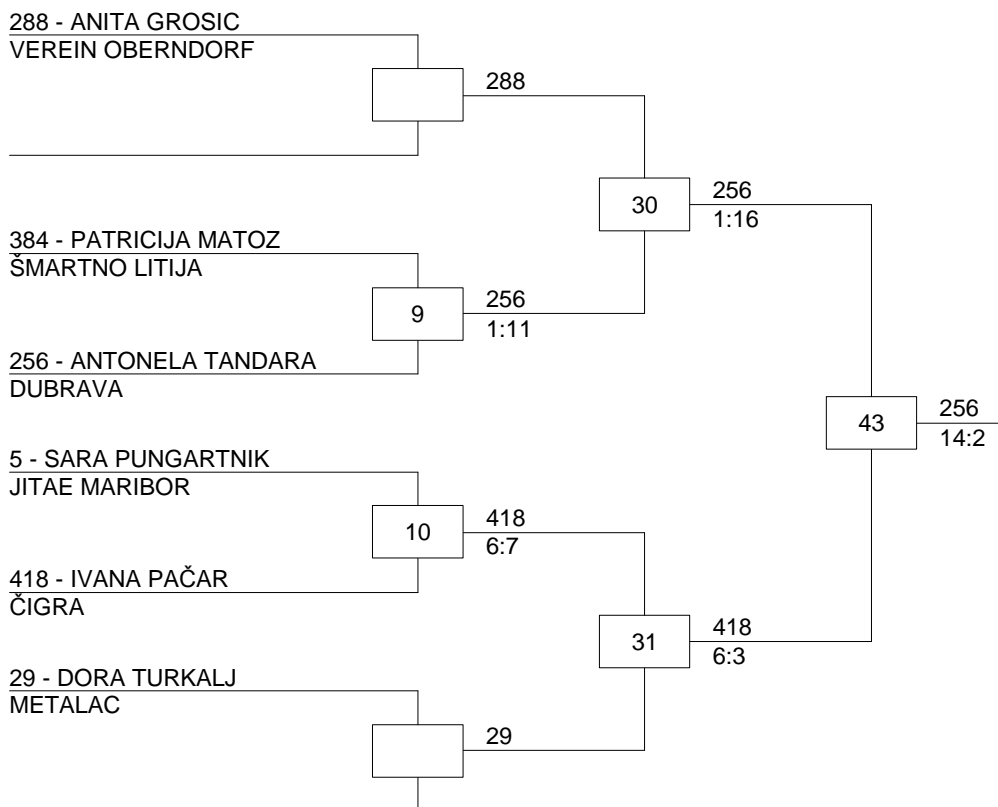 288 - ANITA GROSIC
VEREIN OBERNDORF
288
30
256
1:16
384 - PATRICIJA MATOZ
ŠMARTNO LITIJA
9
256
1:11
256 - ANTONELA TANDARA
DUBRAVA
43
256
14:2
5 - SARA PUNGARTNIK
JITAE MARIBOR
10
418
6:7
418 - IVANA PAČAR
ČIGRA
31
418
6:3
29 - DORA TURKALJ
METALAC
29